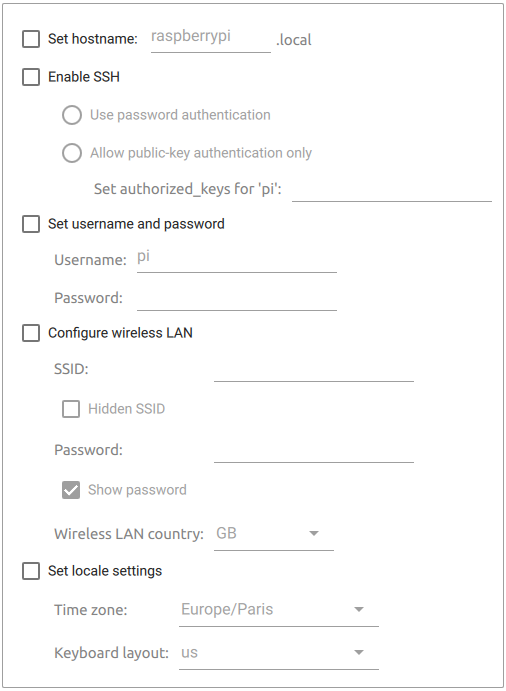 Set hostname: raspberrypi .local
Enable SSH
Use password authentication
Allow public-key authentication only
Set authorized_keys for 'pi':
Set username and password
Username: pi
Password:
Configure wireless LAN
SSID:
Hidden SSID
Password:
Show password
Wireless LAN country: GB
Set locale settings
Time zone: Europe/Paris
Keyboard layout: us